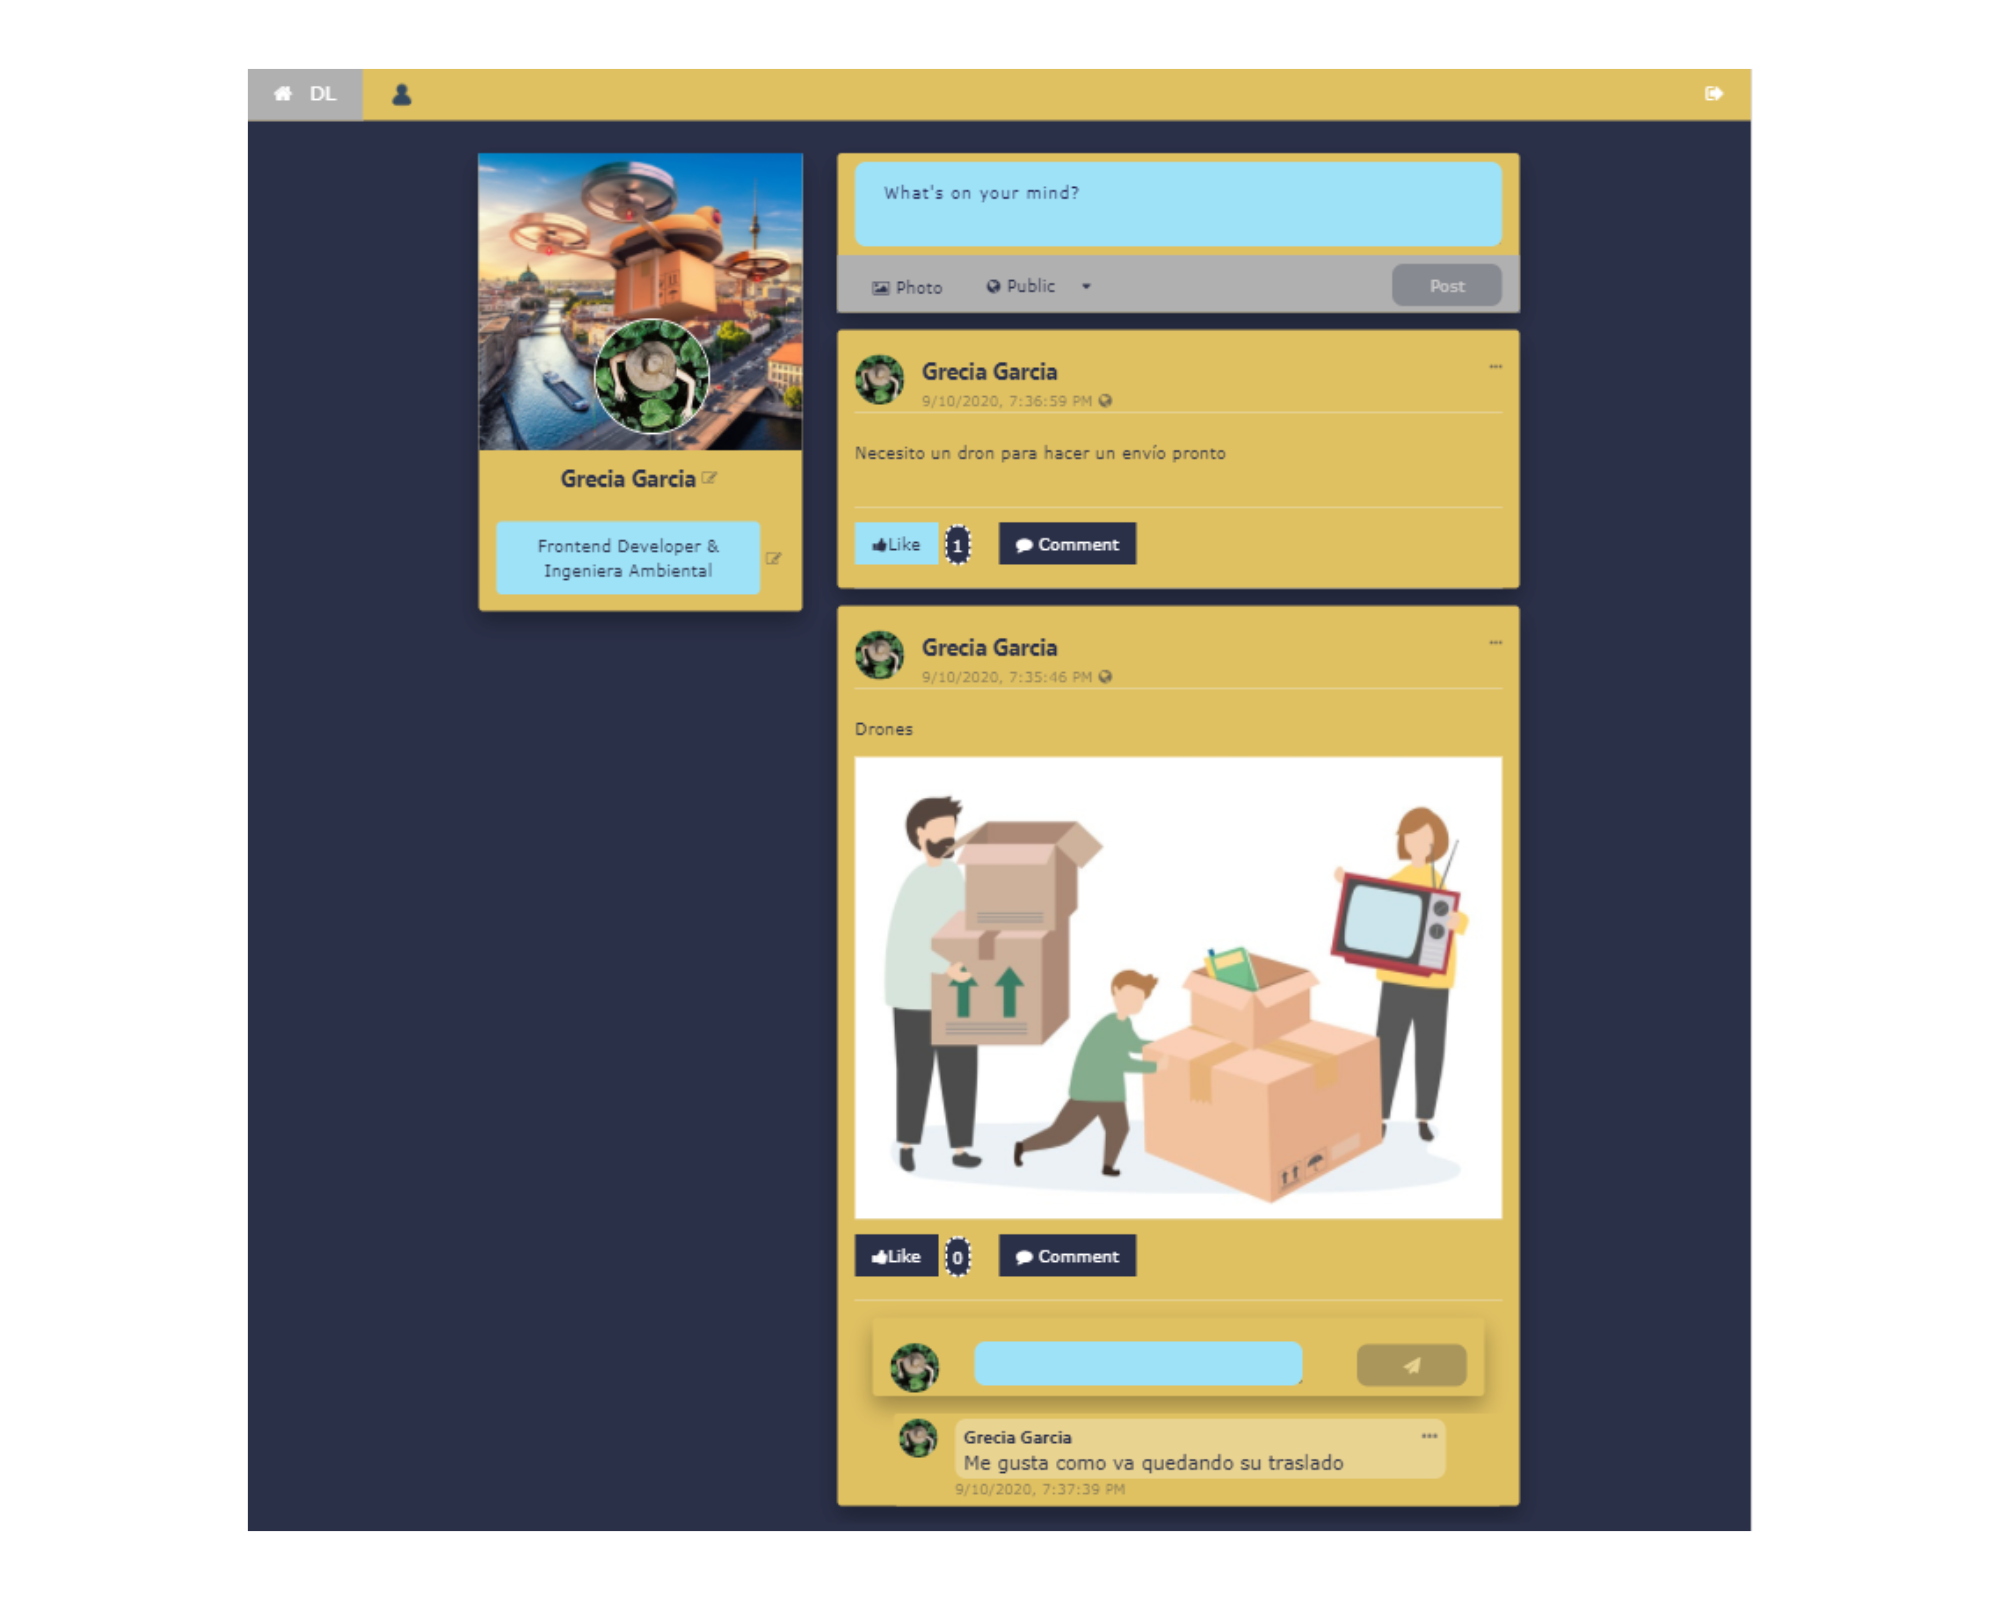 DL
Grecia Garcia
Frontend Developer &
Ingeniera Ambiental
What's on your mind?
Photo
Public
Post
Grecia Garcia
9/10/2020, 7:36:59 PM
Necesito un dron para hacer un envío pronto
Like 1 Comment
Grecia Garcia
9/10/2020, 7:35:46 PM
Drones
Like 0 Comment
Grecia Garcia
Me gusta como va quedando su traslado
9/10/2020, 7:37:39 PM